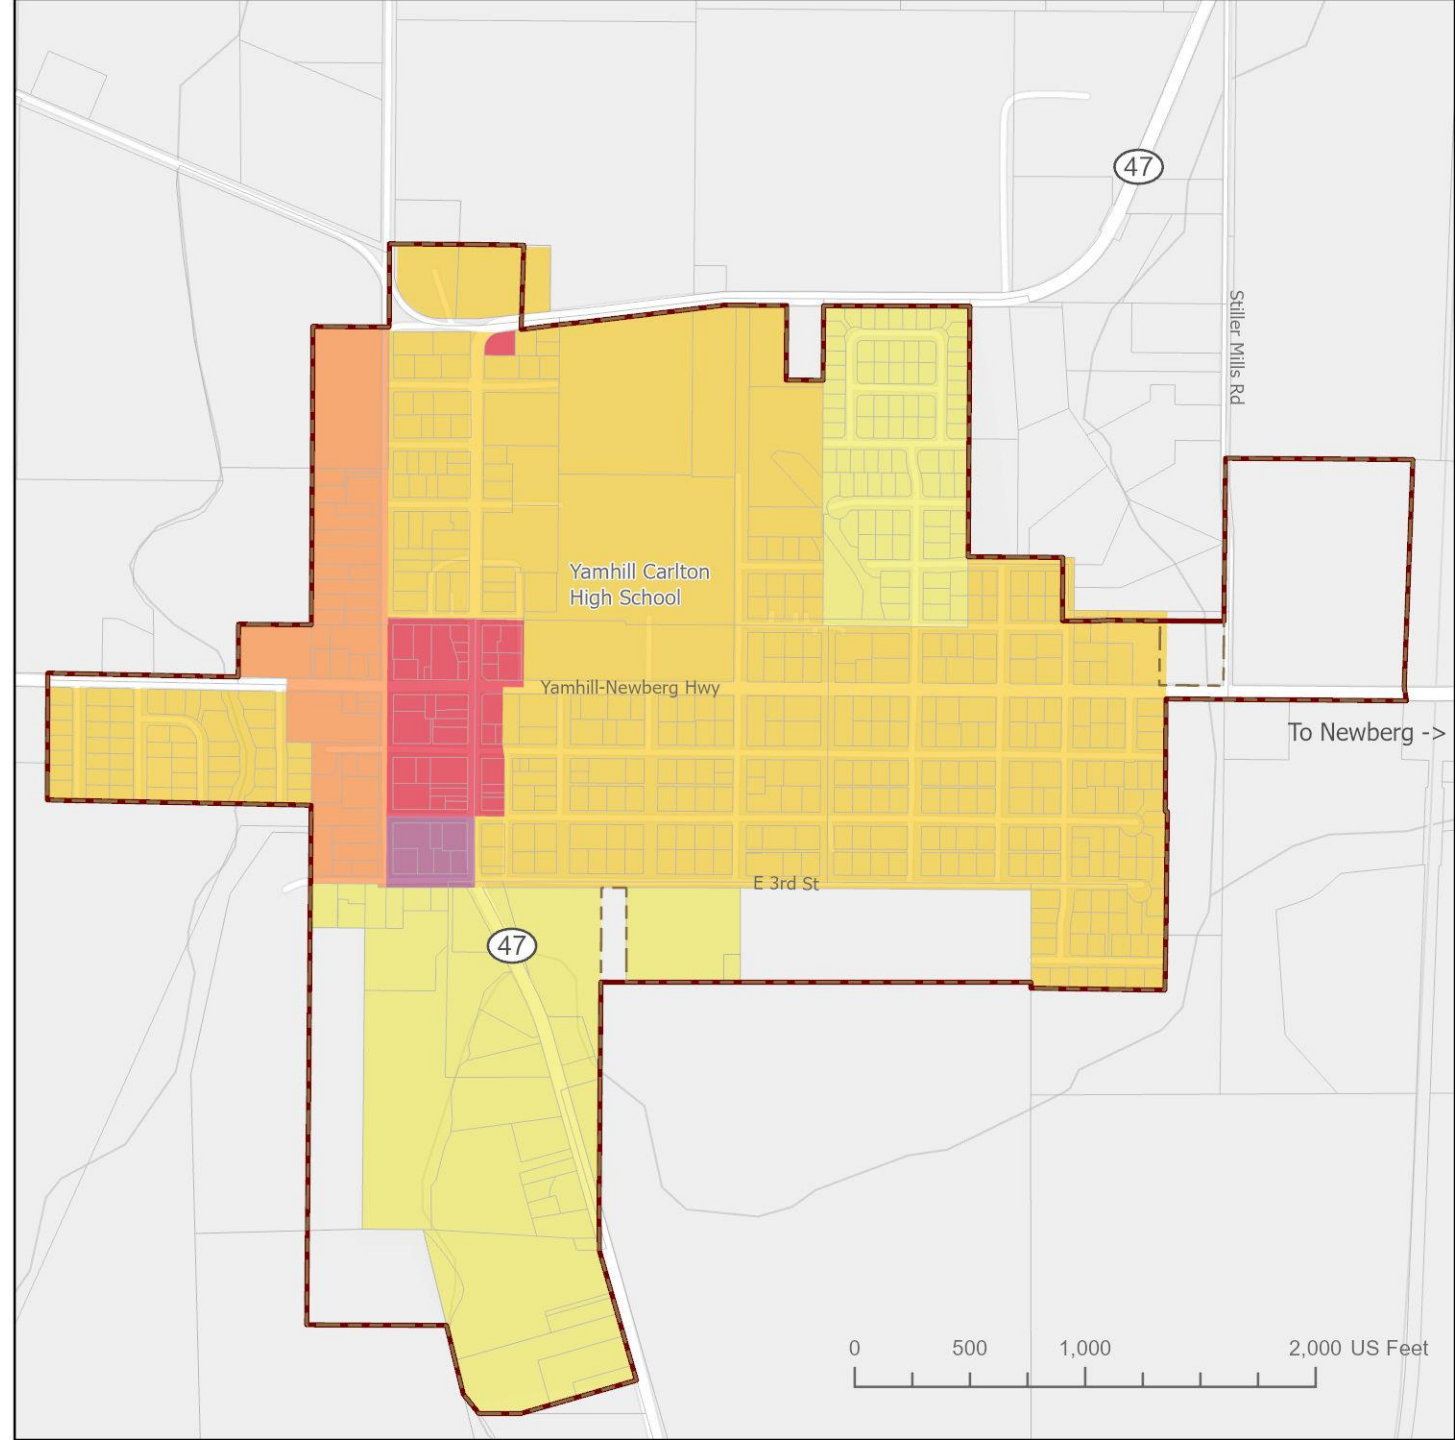 47
Stiller Mills Rd
Yamhill Carlton
High School
Yamhill-Newberg Hwy
To Newberg ->
E 3rd St
47
0 500 1,000 2,000 US Feet